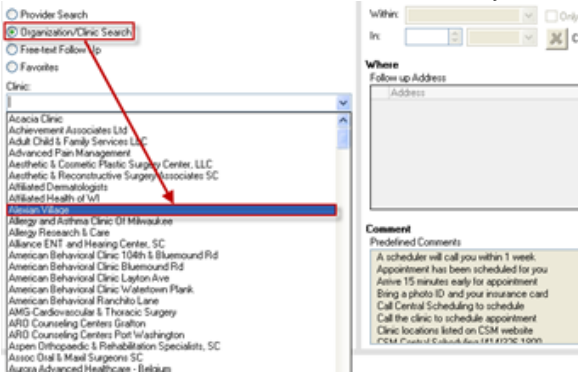 Provider Search
Organization/Clinic Search
Free-text Follow Up
Favorites
Clinic:
Acacia Clinic
Achievement Associates Ltd
Adult Child & Family Services LLC
Advanced Pain Management
Aesthetic & Cosmetic Plastic Surgery Center, LLC
Aesthetic & Reconstructive Surgery Associates SC
Affiliated Dermatologists
Affiliated Health of WI
Alexian Village
Allergy and Asthma Clinic Of Milwaukee
Allergy Research & Care
Alliance ENT and Hearing Center, SC
American Behavioral Clinic 104th & Bluemound Rd
American Behavioral Clinic Bluemound Rd
American Behavioral Clinic Layton Ave
American Behavioral Clinic Watertown Plank
American Behavioral Ranchito Lane
AMG-Cardiovascular & Thoracic Surgery
ARO Counseling Centers Grafton
ARO Counseling Centers Port Washington
Aspen Orthopaedic & Rehabilitation Specialists, SC
Assoc Oral & Maxil Surgeons SC
Aurora Advanced Healthcare - Belgium
Within:
Only
In:
C
Where
Follow up Address
Address
Comment
Predefined Comments
A scheduler will call you within 1 week.
Appointment has been scheduled for you
Arrive 15 minutes early for appointment
Bring a photo ID and your insurance card
Call Central Scheduling to schedule
Call the clinic to schedule appointment
Clinic locations listed on CSM website
CSM Central Scheduling